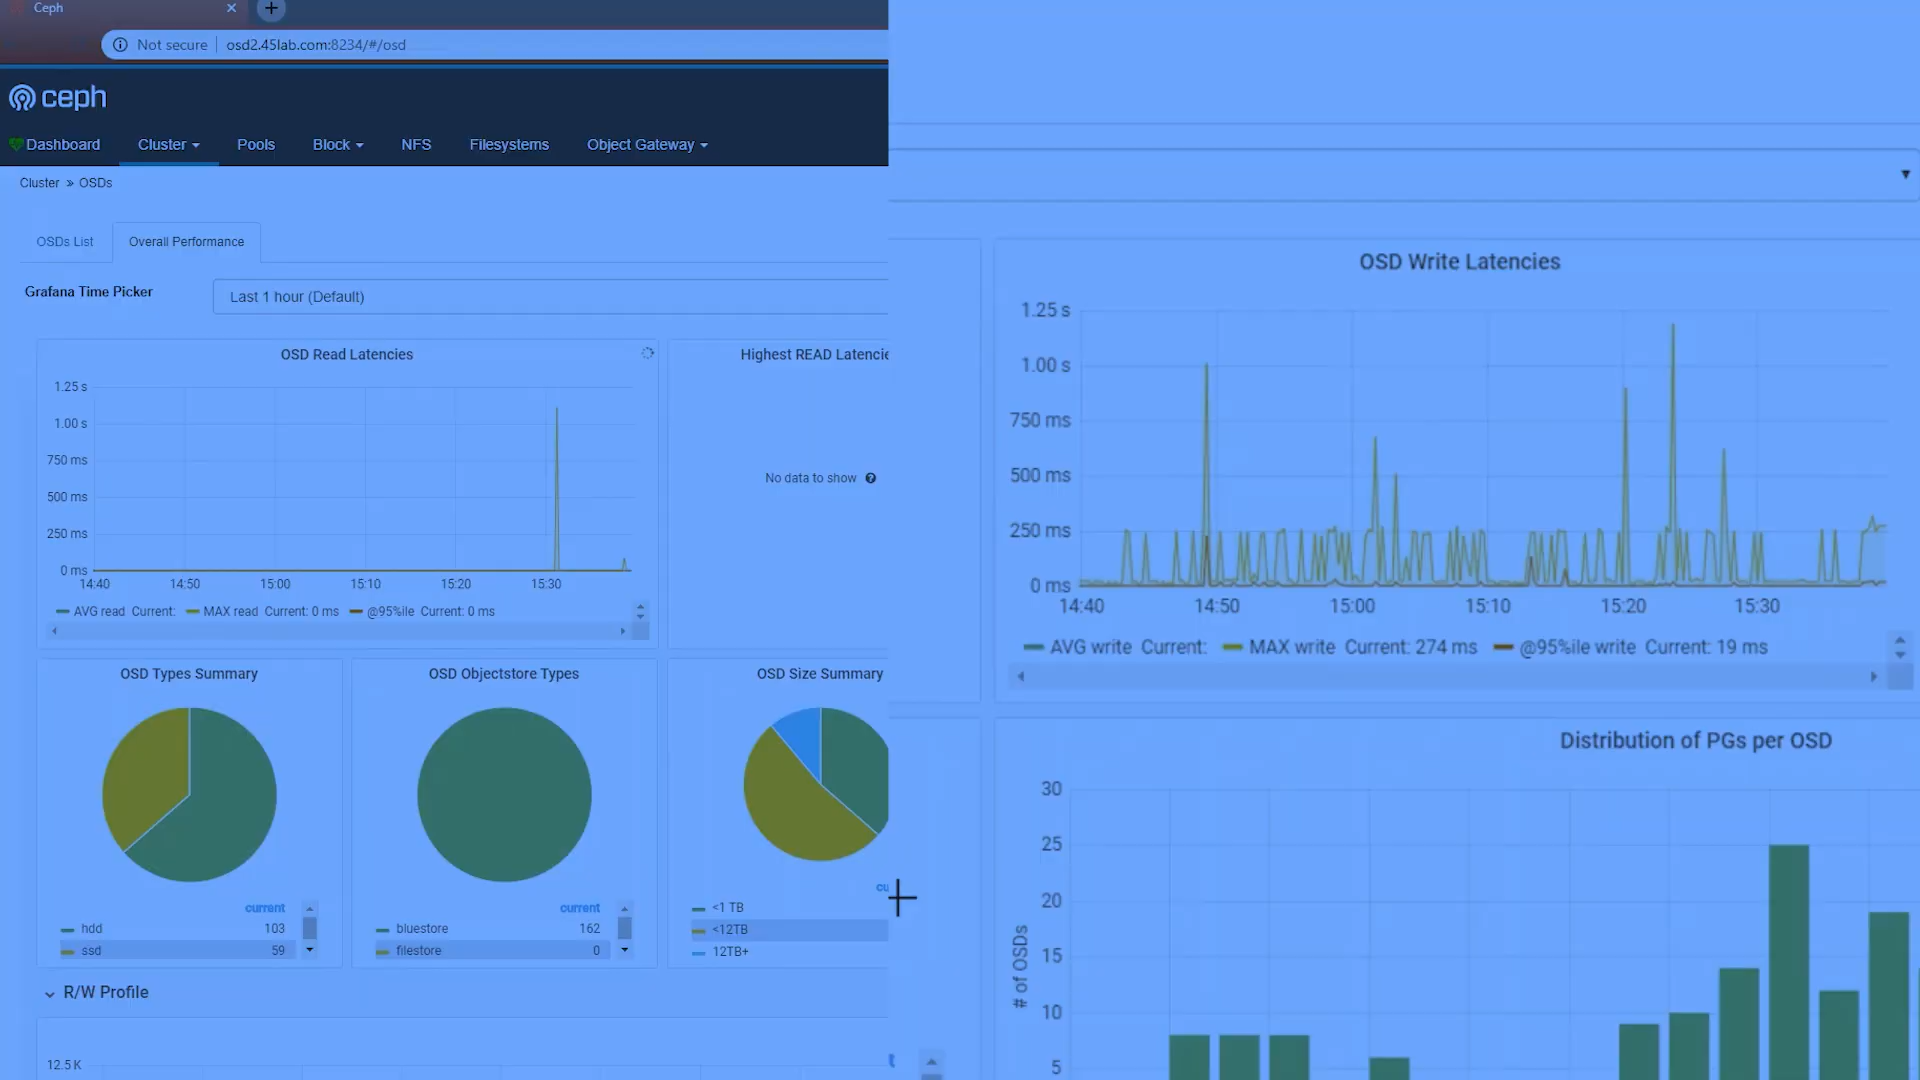 Ceph
Not secure osd2.45lab.com:8234/#/osd
ceph
Dashboard Cluster Pools Block NFS Filesystems Object Gateway
Cluster » OSDs
OSDs List Overall Performance
Grafana Time Picker Last 1 hour (Default)
OSD Read Latencies
1.25 s
1.00 s
750 ms
500 ms
250 ms
0 ms
14:40 14:50 15:00 15:10 15:20 15:30
AVG read Current: MAX read Current: 0 ms @95%ile Current: 0 ms
Highest READ Latencie
No data to show
OSD Write Latencies
1.25 s
1.00 s
750 ms
500 ms
250 ms
0 ms
14:40 14:50 15:00 15:10 15:20 15:30
AVG write Current: MAX write Current: 274 ms @95%ile write Current: 19 ms
OSD Types Summary
current
hdd 103
ssd 59
OSD Objectstore Types
current
bluestore 162
filestore 0
OSD Size Summary
cu
<1 TB
<12TB
12TB+
Distribution of PGs per OSD
# of OSDs
30
25
20
15
10
5
R/W Profile
12.5 K